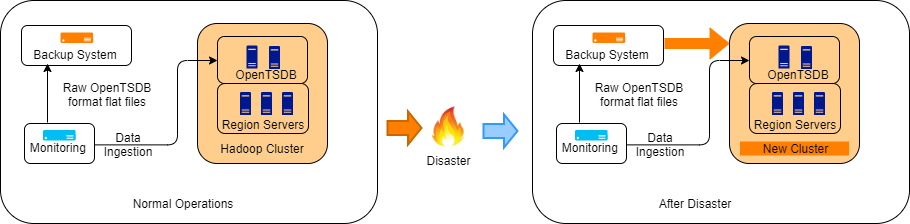 Backup System
OpenTSDB
Raw OpenTSDB
format flat files
Region Servers
Monitoring
Data
Ingestion
Hadoop Cluster
Normal Operations
Disaster
Backup System
OpenTSDB
Raw OpenTSDB
format flat files
Region Servers
Monitoring
Data
Ingestion
New Cluster
After Disaster